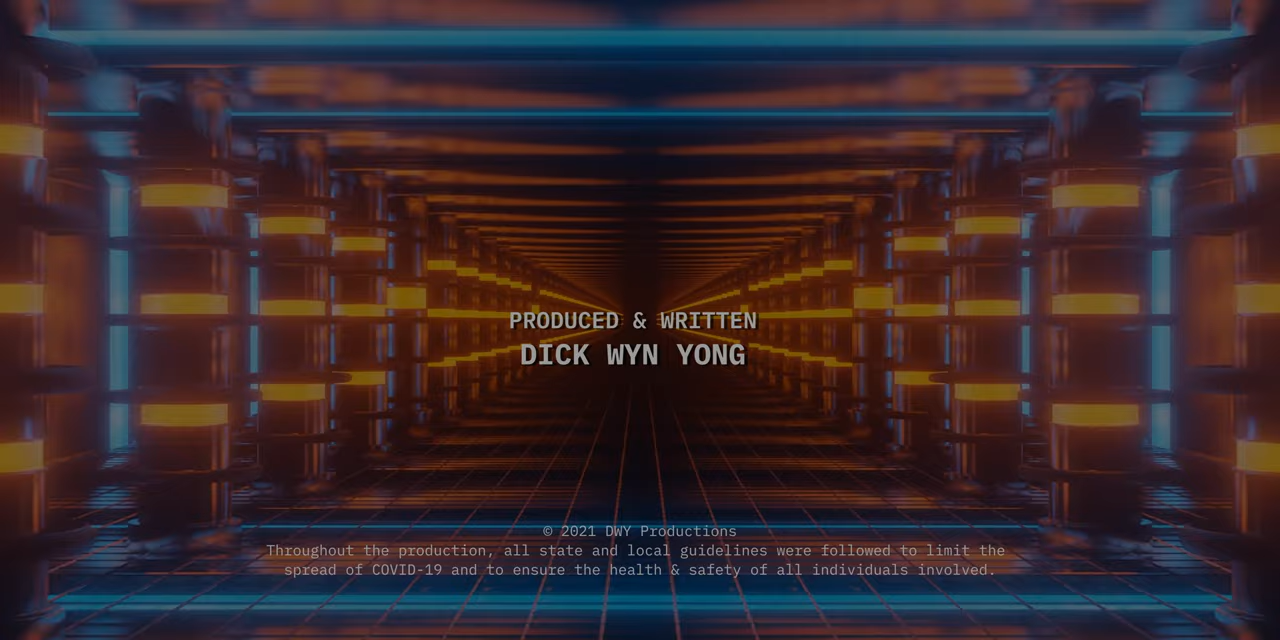 PRODUCED & WRITTEN
DICK WYN YONG
© 2021 DWY Productions
Throughout the production, all state and local guidelines were followed to limit the
spread of COVID-19 and to ensure the health & safety of all individuals involved.